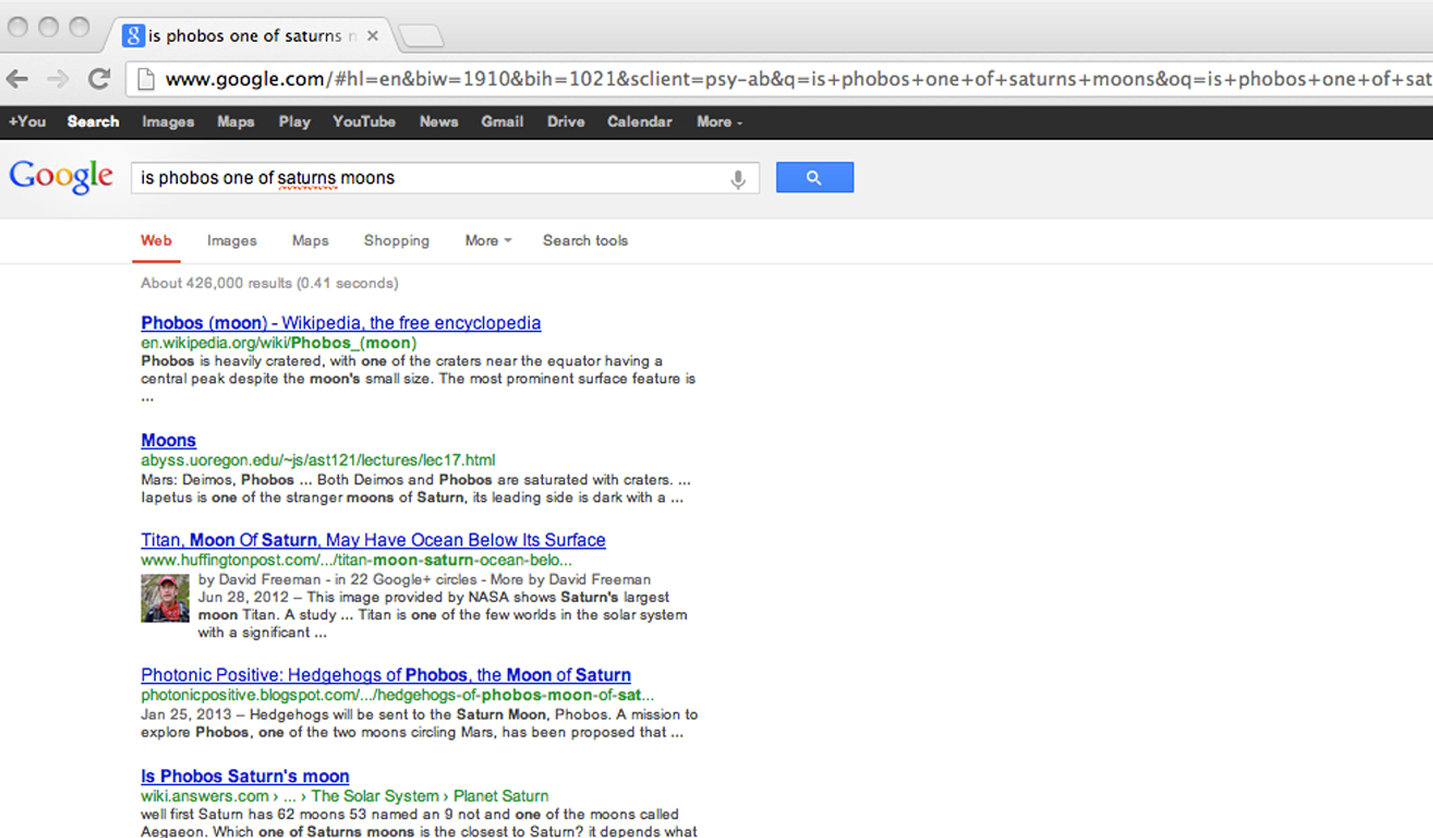 is phobos one of saturns
www.google.com/#hl=en&biw=1910&bih=1021&sclient=psy-ab&q=is+phobos+one+of+saturns+moons&oq=is+phobos+one+of+sat
+You Search Images Maps Play YouTube News Gmail Drive Calendar More
Google is phobos one of saturns moons
Web Images Maps Shopping More Search tools
About 426,000 results (0.41 seconds)
Phobos (moon) - Wikipedia, the free encyclopedia
en.wikipedia.org/wiki/Phobos_(moon)
Phobos is heavily cratered, with one of the craters near the equator having a
central peak despite the moon's small size. The most prominent surface feature is
...
Moons
abyss.uoregon.edu/~js/ast121/lectures/lec17.html
Mars: Deimos, Phobos ... Both Deimos and Phobos are saturated with craters. ...
Iapetus is one of the stranger moons of Saturn, its leading side is dark with a ...
Titan, Moon Of Saturn, May Have Ocean Below Its Surface
www.huffingtonpost.com/.../titan-moon-saturn-ocean-belo...
by David Freeman - in 22 Google+ circles - More by David Freeman
Jun 28, 2012 – This image provided by NASA shows Saturn's largest
moon Titan. A study ... Titan is one of the few worlds in the solar system
with a significant ...
Photonic Positive: Hedgehogs of Phobos, the Moon of Saturn
photonicpositive.blogspot.com/.../hedgehogs-of-phobos-moon-of-sat...
Jan 25, 2013 – Hedgehogs will be sent to the Saturn Moon, Phobos. A mission to
explore Phobos, one of the two moons circling Mars, has been proposed that ...
Is Phobos Saturn's moon
wiki.answers.com › ... › The Solar System › Planet Saturn
well first Saturn has 62 moons 53 named an 9 not and one of the moons called
Aegaeon. Which one of Saturns moons is the closest to Saturn? it depends what